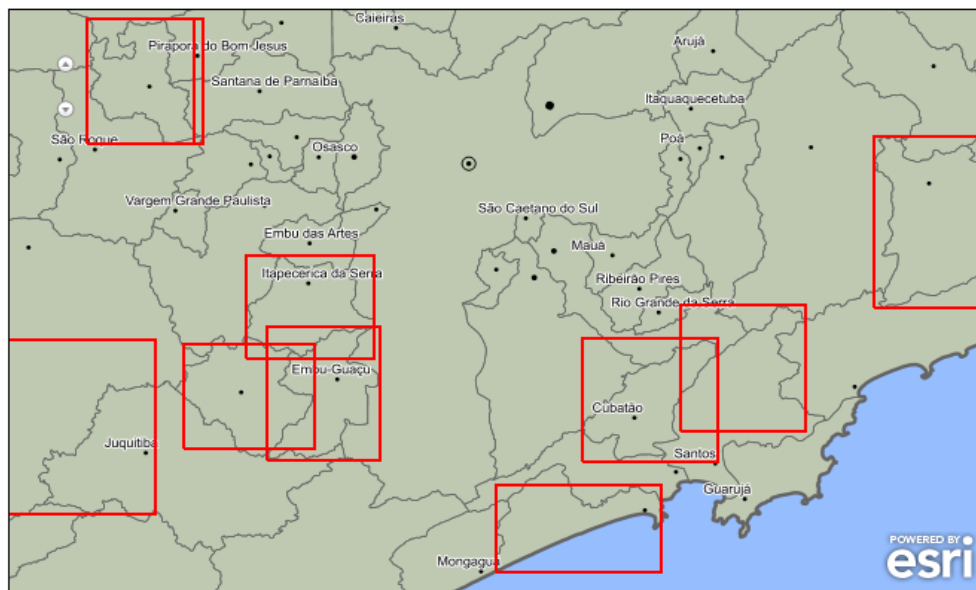 Caieiras
Pirapora do Bom Jesus
Arujá
Santana de Parnaíba
Itaquaquecetuba
São Roque
Osasco
Poá
Vargem Grande Paulista
São Caetano do Sul
Embu das Artes
Mauá
Itapecerica da Serra
Ribeirão Pires
Rio Grande da Serra
Embu-Guaçu
Cubatão
Juquitiba
Santos
Guarujá
Mongaguá
POWERED BY
esri